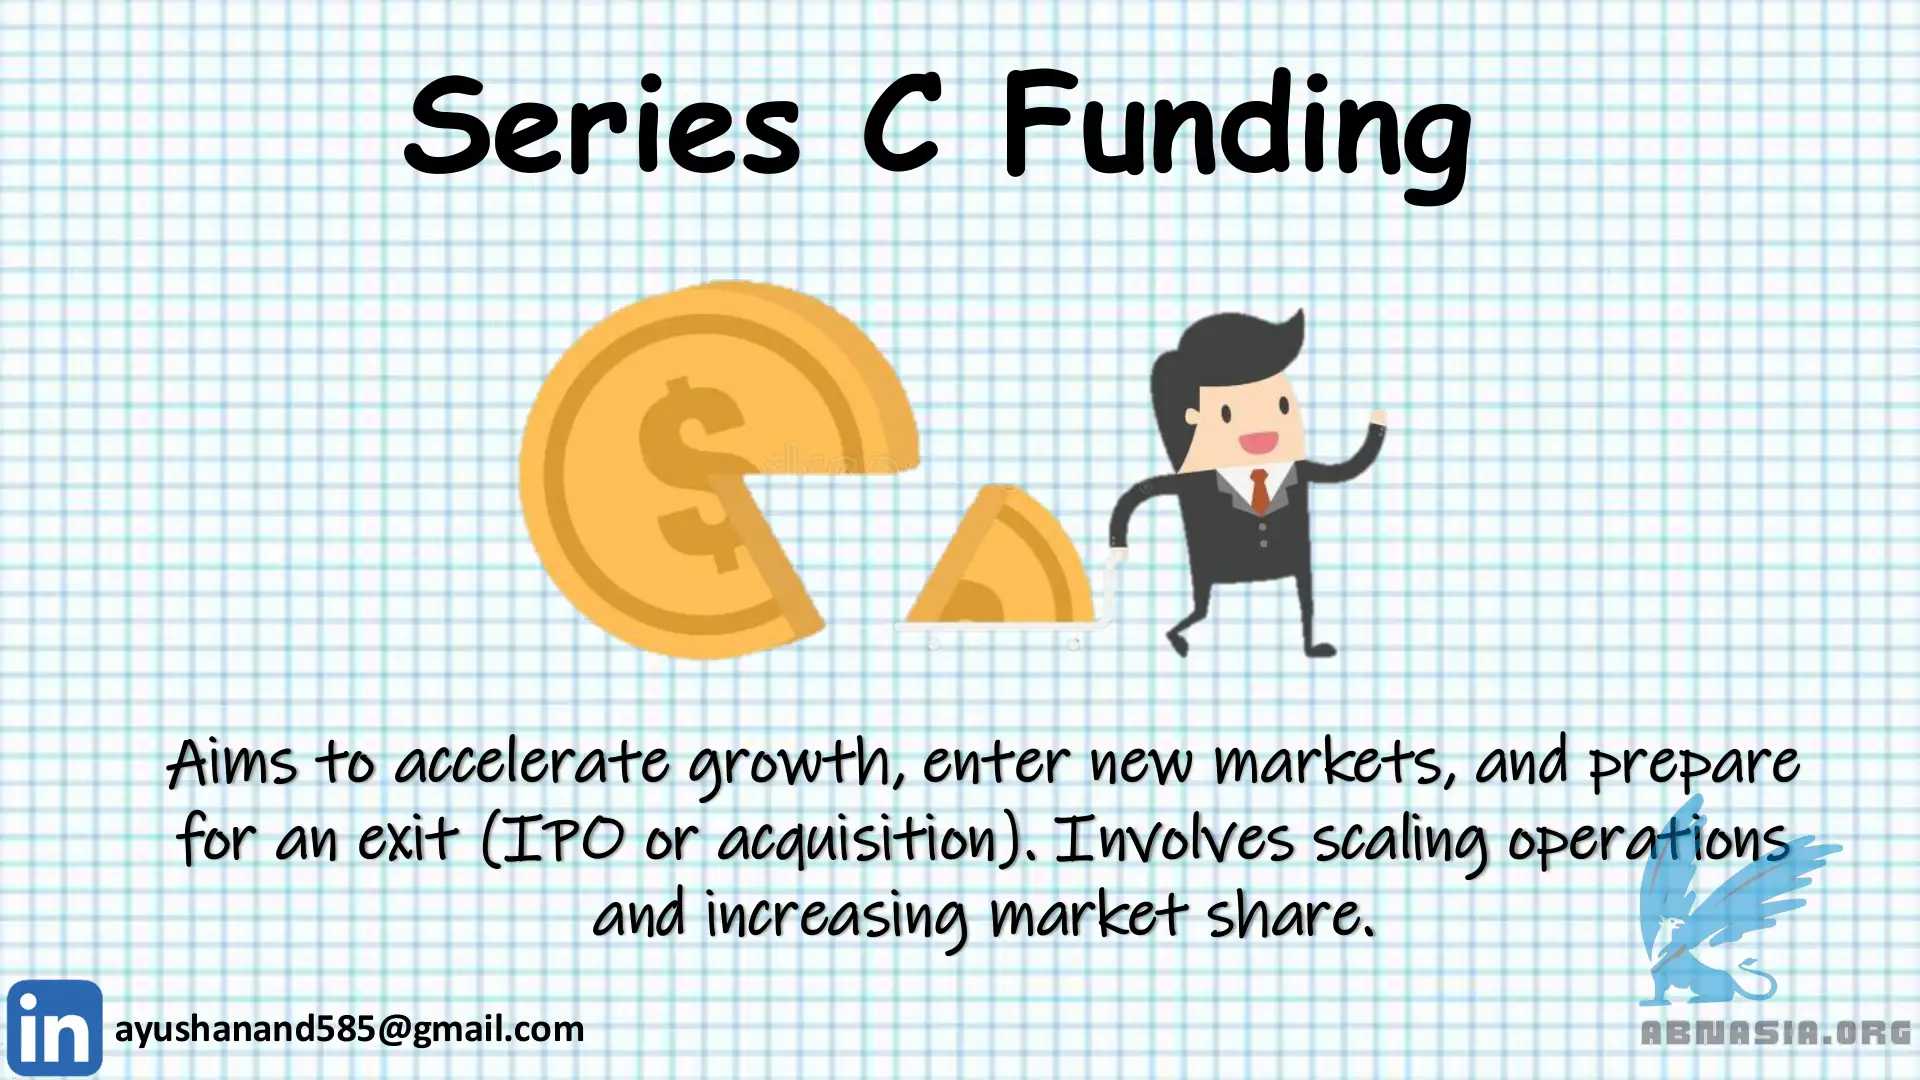 Series C Funding
$
Aims to accelerate growth, enter new markets, and prepare
for an exit (IPO or acquisition). Involves scaling operations
and increasing market share.
in
ayushanand585@gmail.com
ABNASIA.ORG